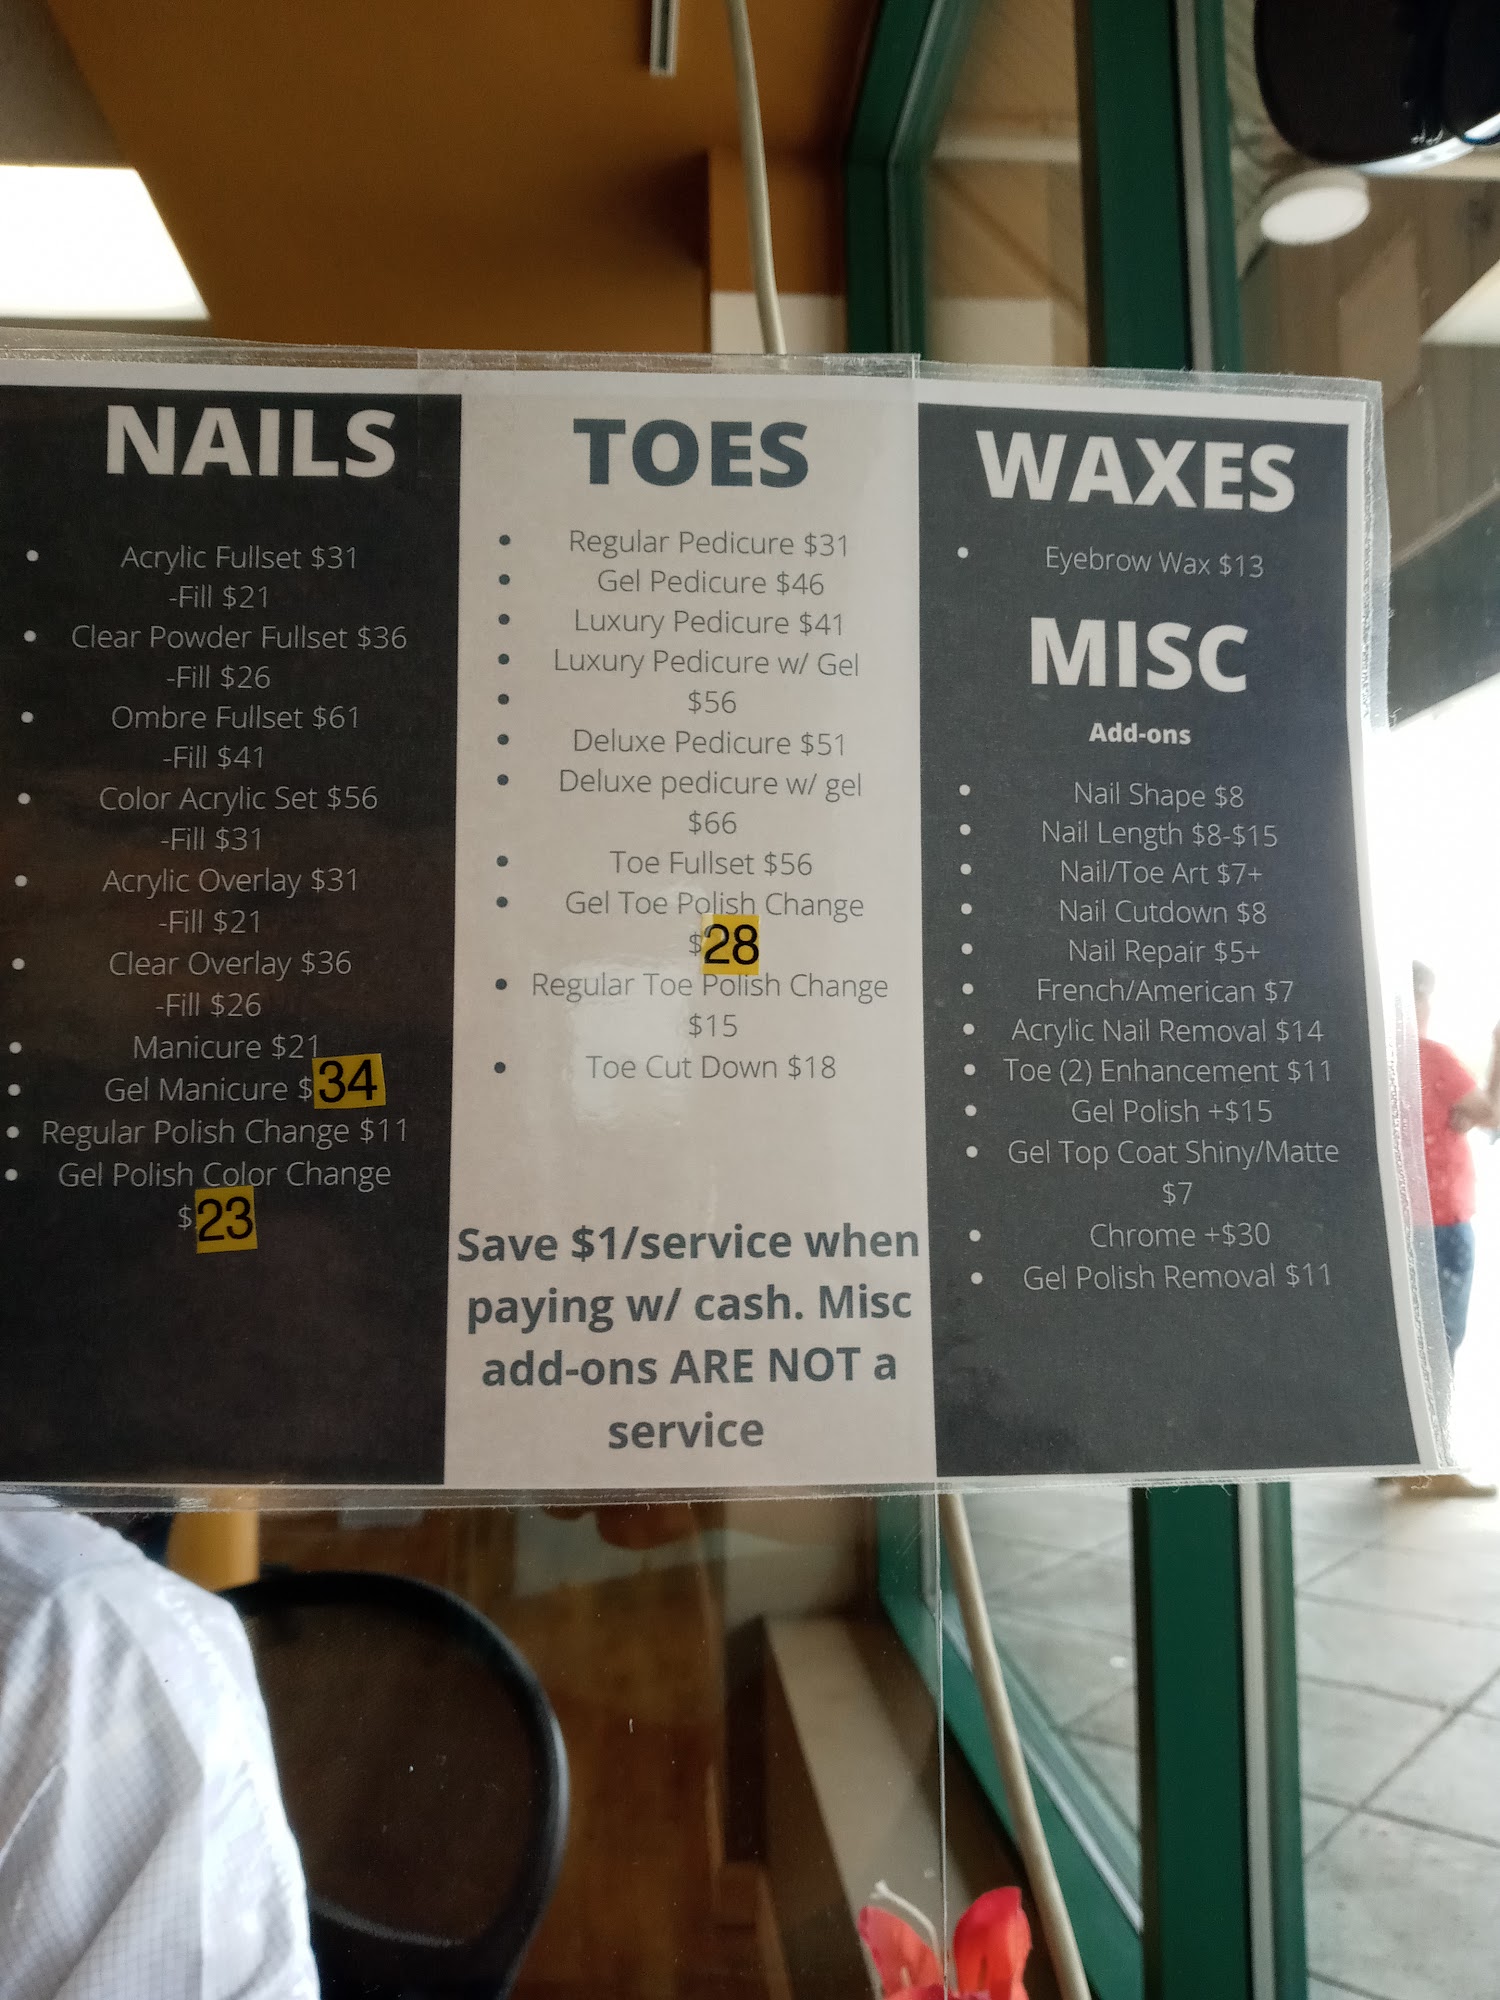 NAILS
• Acrylic Fullset $31
-Fill $21
• Clear Powder Fullset $36
-Fill $26
• Ombre Fullset $61
-Fill $41
• Color Acrylic Set $56
-Fill $31
• Acrylic Overlay $31
-Fill $21
• Clear Overlay $36
-Fill $26
• Manicure $21
• Gel Manicure $34
• Regular Polish Change $11
• Gel Polish Color Change
$23
TOES
• Regular Pedicure $31
• Gel Pedicure $46
• Luxury Pedicure $41
• Luxury Pedicure w/ Gel
• $56
• Deluxe Pedicure $51
• Deluxe pedicure w/ gel
$66
• Toe Fullset $56
• Gel Toe Polish Change
$28
• Regular Toe Polish Change
$15
• Toe Cut Down $18
Save $1/service when
paying w/ cash. Misc
add-ons ARE NOT a
service
WAXES
• Eyebrow Wax $13
MISC
Add-ons
• Nail Shape $8
• Nail Length $8-$15
• Nail/Toe Art $7+
• Nail Cutdown $8
• Nail Repair $5+
• French/American $7
• Acrylic Nail Removal $14
• Toe (2) Enhancement $11
• Gel Polish +$15
• Gel Top Coat Shiny/Matte
$7
• Chrome +$30
• Gel Polish Removal $11